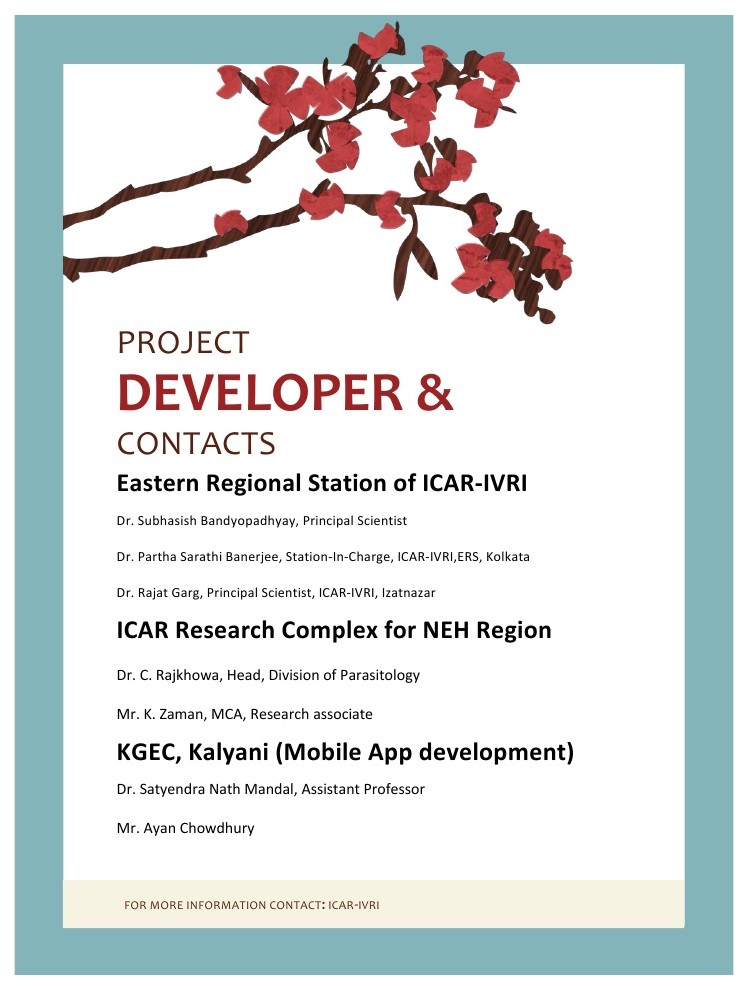 PROJECT
DEVELOPER &
CONTACTS
Eastern Regional Station of ICAR-IVRI
Dr. Subhasish Bandyopadhyay, Principal Scientist
Dr. Partha Sarathi Banerjee, Station-In-Charge, ICAR-IVRI,ERS, Kolkata
Dr. Rajat Garg, Principal Scientist, ICAR-IVRI, Izatnazar
ICAR Research Complex for NEH Region
Dr. C. Rajkhowa, Head, Division of Parasitology
Mr. K. Zaman, MCA, Research associate
KGEC, Kalyani (Mobile App development)
Dr. Satyendra Nath Mandal, Assistant Professor
Mr. Ayan Chowdhury
FOR MORE INFORMATION CONTACT: ICAR-IVRI